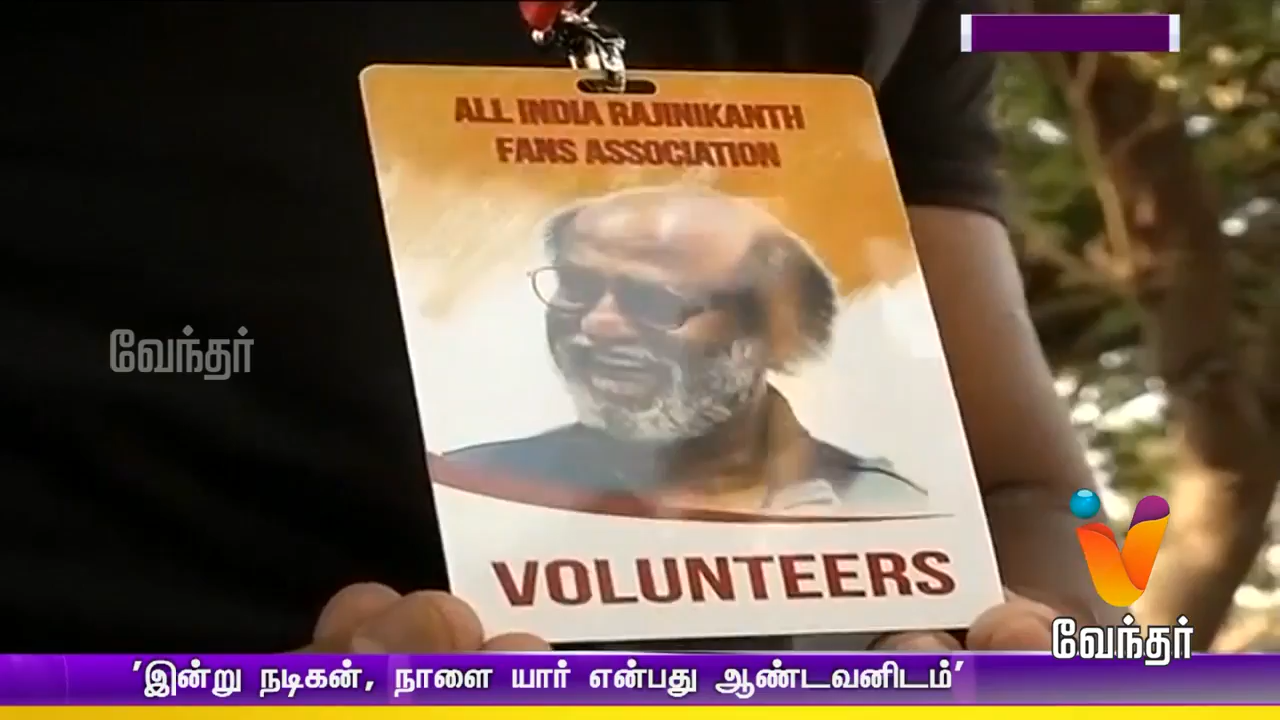 ALL INDIA RAJINIKANTH
FANS ASSOCIATION
வேந்தர்
VOLUNTEERS
வேந்தர்
'இன்று நடிகன், நாளை யார் என்பது ஆண்டவனிடம்'